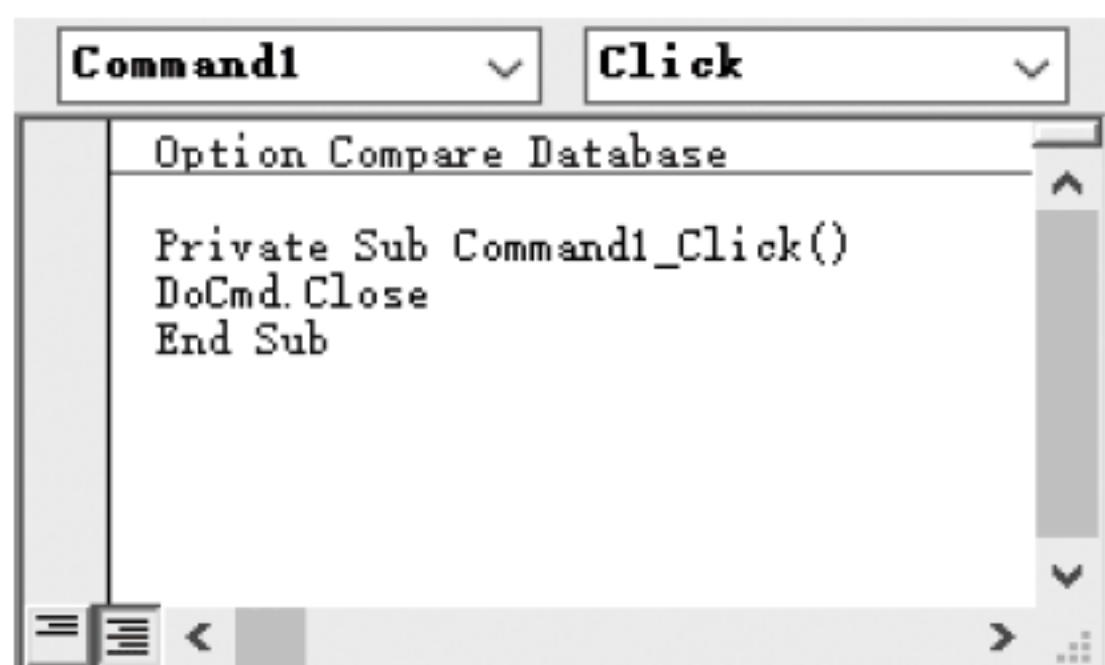 Command1
Click
Option Compare Database
Private Sub Command1_Click()
DoCmd.Close
End Sub